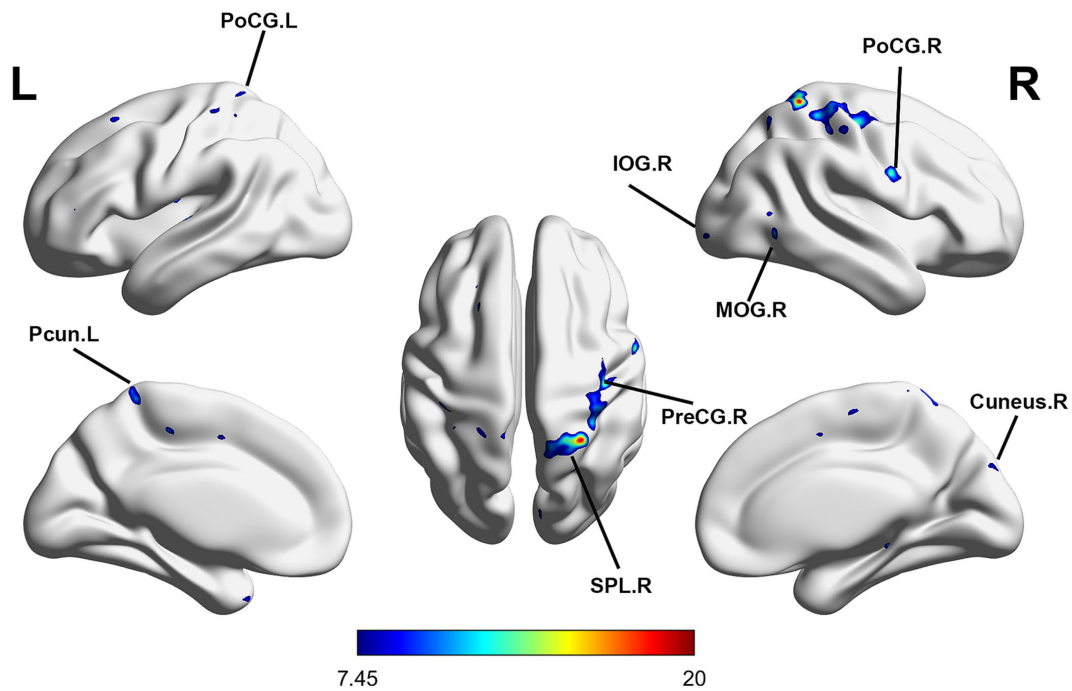 PoCG.L
PoCG.R
L
R
IOG.R
MOG.R
Pcun.L
Cuneus.R
PreCG.R
SPL.R
7.45
20